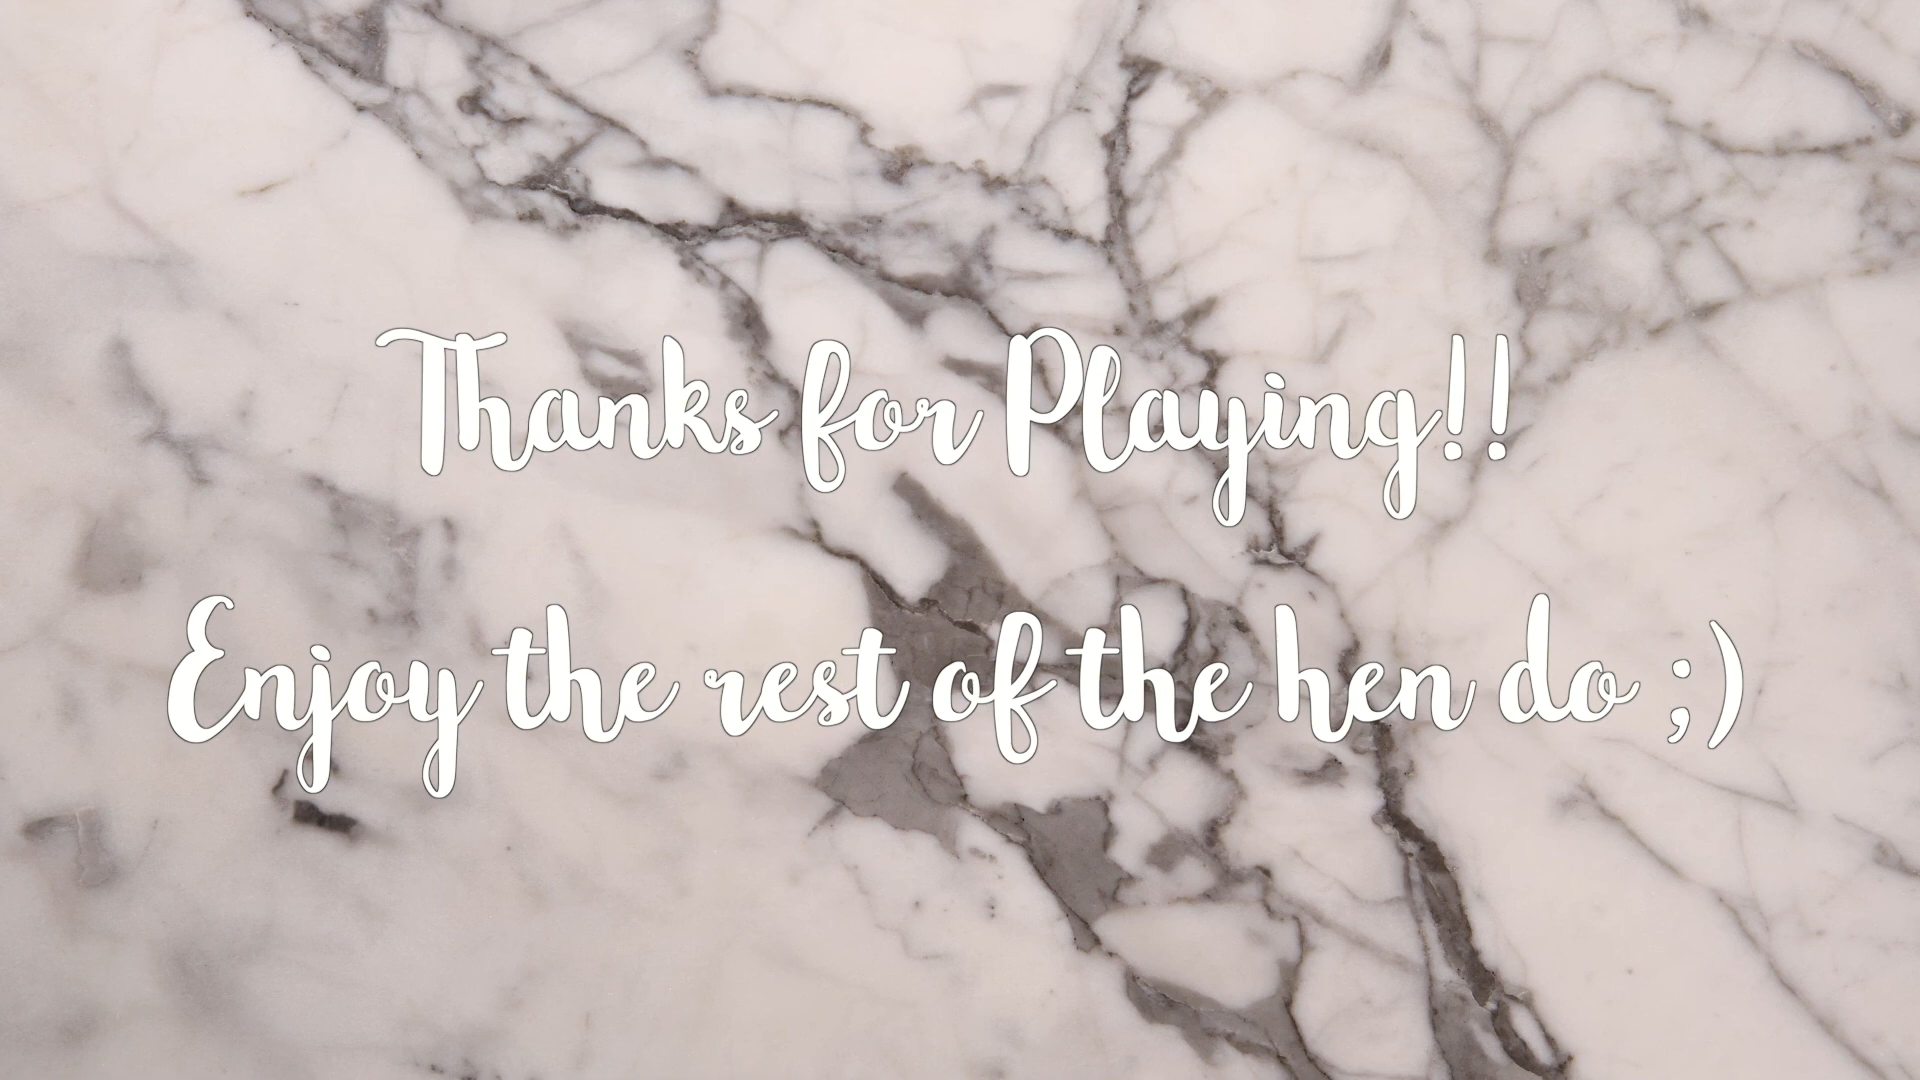 Thanks for Playing!!
Enjoy the rest of the hen do ;)